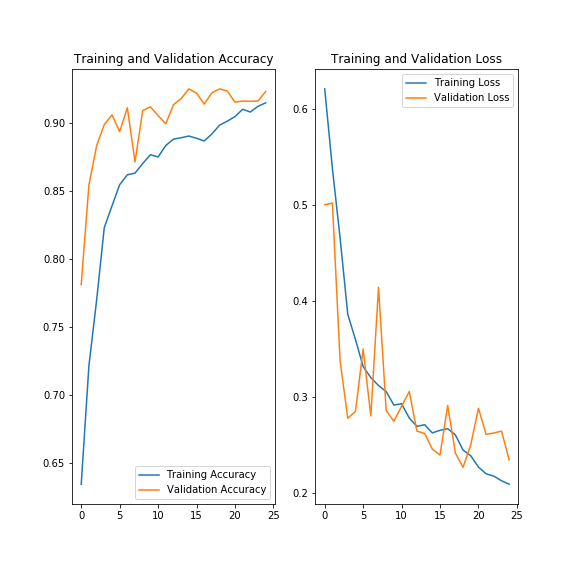 Training and Validation Accuracy
0.90
0.85
0.80
0.75
0.70
0.65
0 5 10 15 20 25
Training Accuracy
Validation Accuracy
Training and Validation Loss
0.6
0.5
0.4
0.3
0.2
0 5 10 15 20 25
Training Loss
Validation Loss